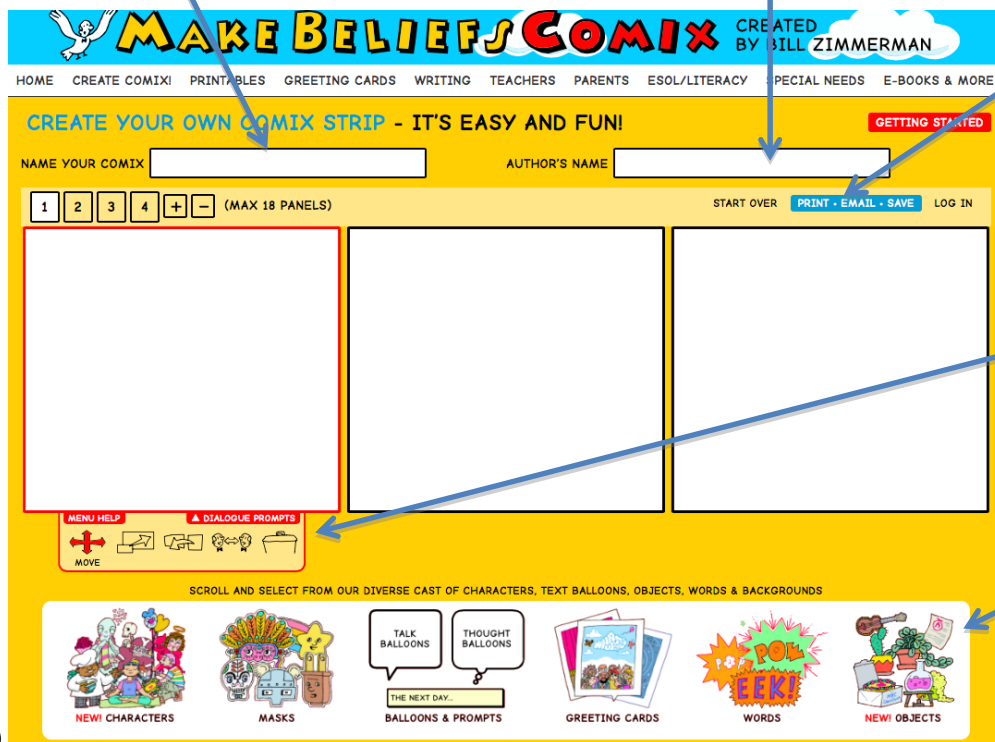 MAKE BELIEFS COMIX
CREATED
BY BILL ZIMMERMAN
HOME CREATE COMIX! PRINTABLES GREETING CARDS WRITING TEACHERS PARENTS ESOL/LITERACY SPECIAL NEEDS E-BOOKS & MORE
CREATE YOUR OWN COMIX STRIP - IT'S EASY AND FUN!
GETTING STARTED
NAME YOUR COMIX
AUTHOR'S NAME
1 2 3 4 + − (MAX 18 PANELS)
START OVER PRINT • EMAIL • SAVE LOG IN
MENU HELP ▲ DIALOGUE PROMPTS
MOVE
SCROLL AND SELECT FROM OUR DIVERSE CAST OF CHARACTERS, TEXT BALLOONS, OBJECTS, WORDS & BACKGROUNDS
TALK
BALLOONS
THOUGHT
BALLOONS
THE NEXT DAY...
POP
POW
EEK!
NEW! CHARACTERS
MASKS
BALLOONS & PROMPTS
GREETING CARDS
WORDS
NEW! OBJECTS